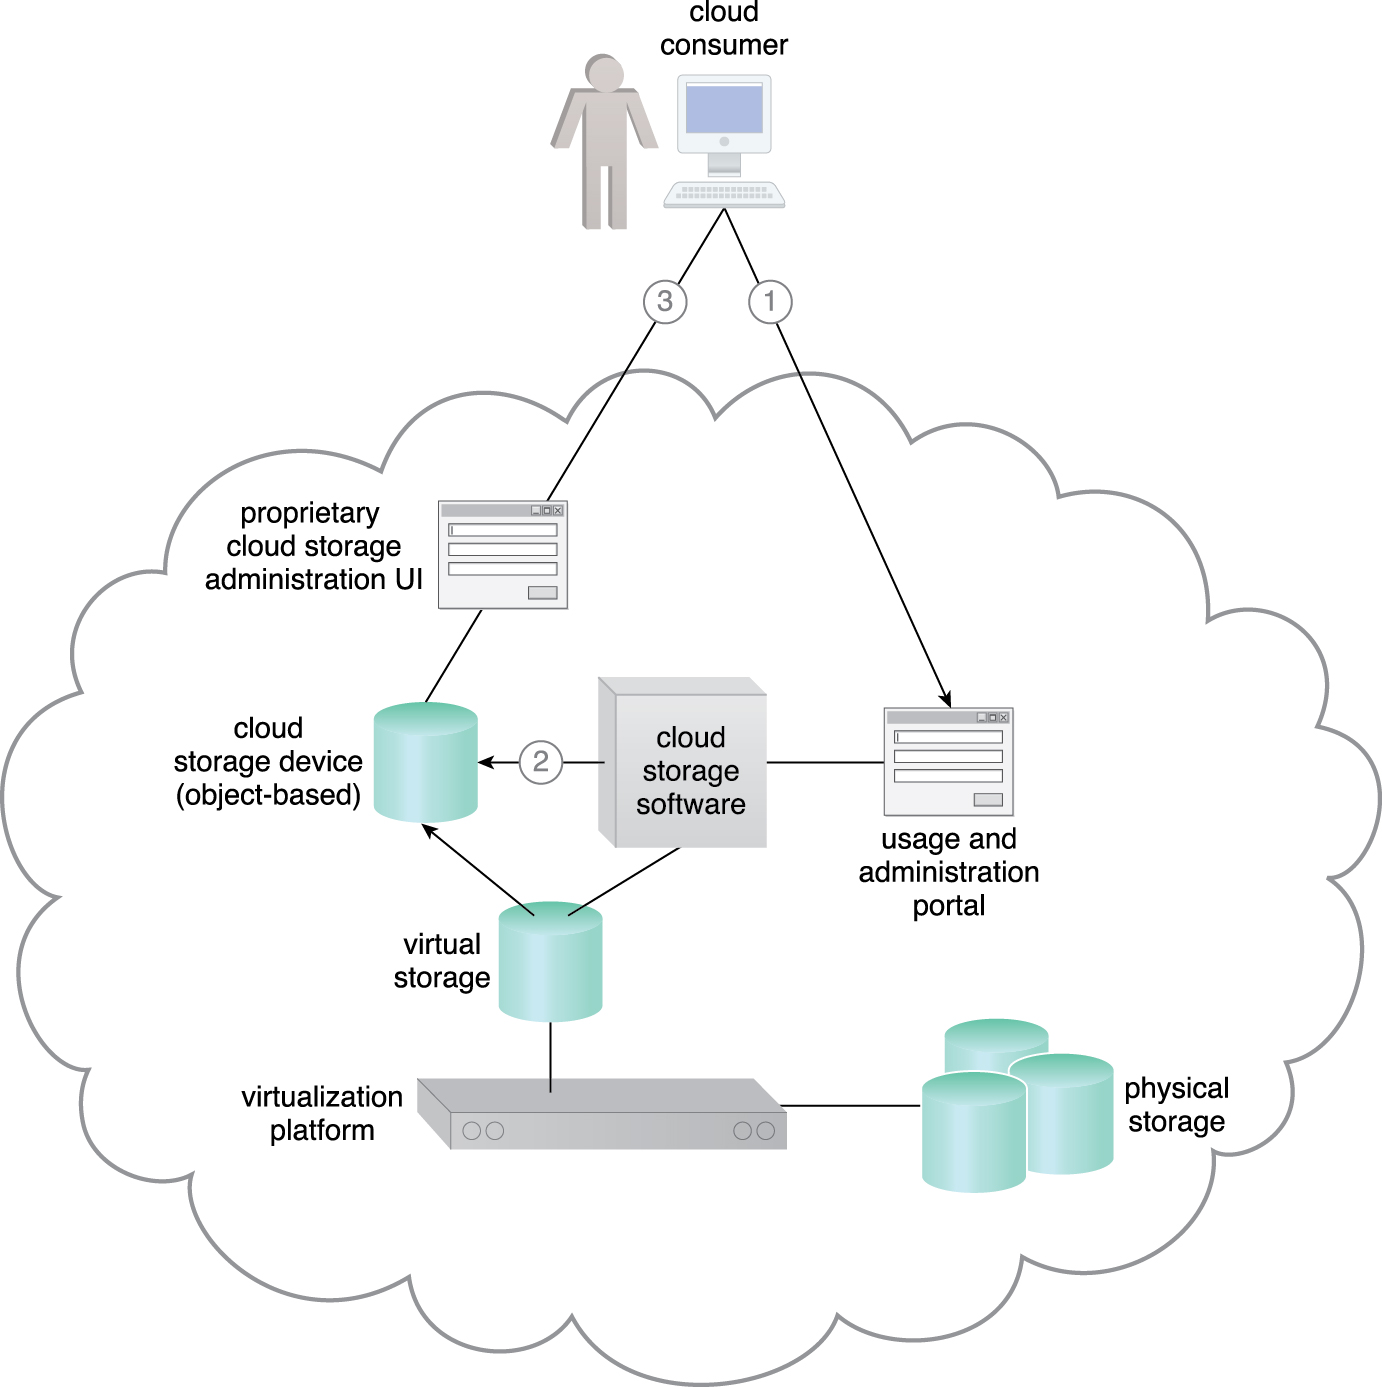 cloud
consumer
3
1
proprietary
cloud storage
administration UI
cloud
storage device
(object-based)
2
cloud
storage
software
usage and
administration
portal
virtual
storage
virtualization
platform
physical
storage